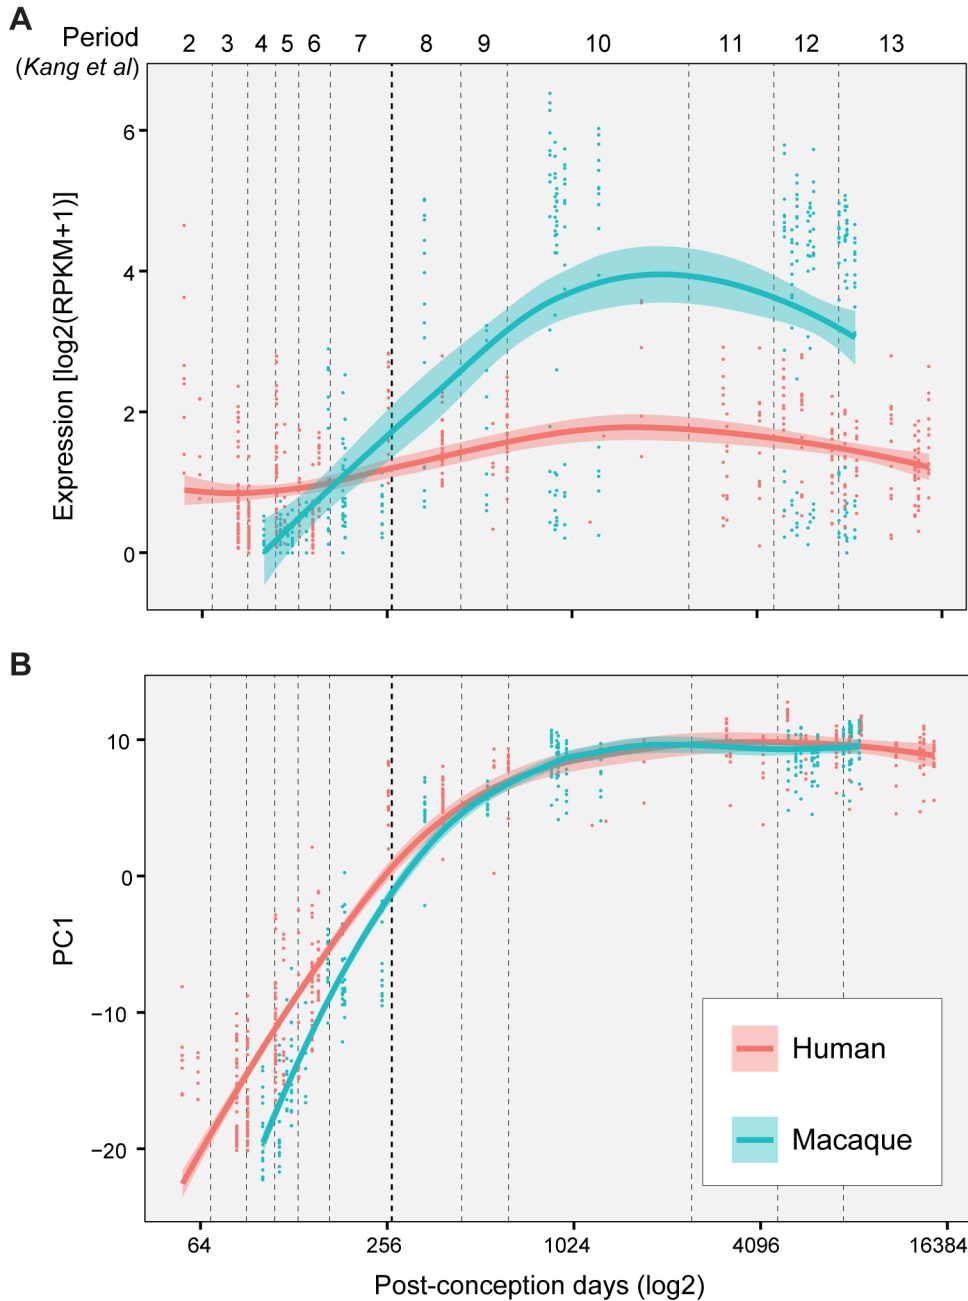 A
Period 2 3 4 5 6 7 8 9 10 11 12 13
(Kang et al)
Expression [log2(RPKM+1)]
6
4
2
0
B
PC1
10
0
−10
−20
Human
Macaque
64 256 1024 4096 16384
Post-conception days (log2)